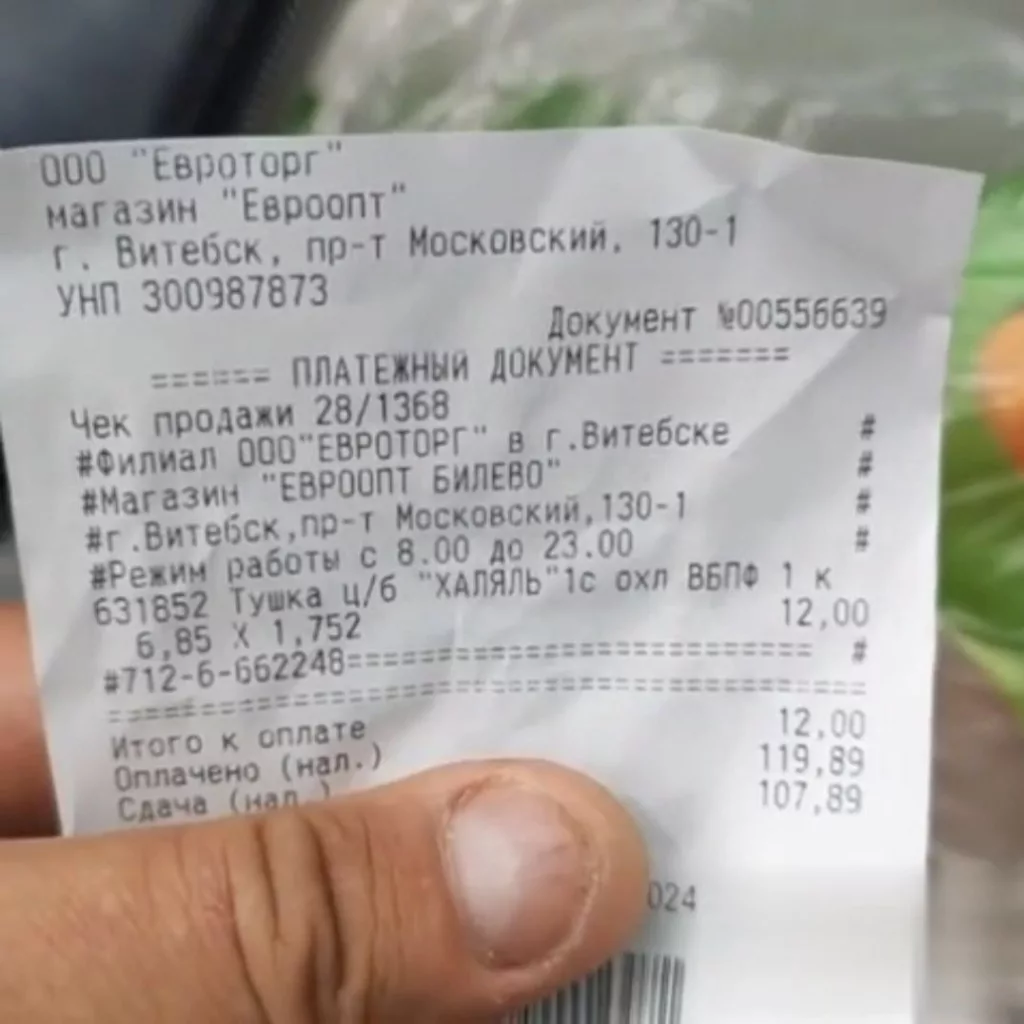 ООО "Евроторг"
магазин "Евроопт"
г. Витебск, пр-т Московский, 130-1
УНП 300987873
Документ №00556639
====== ПЛАТЕЖНЫЙ ДОКУМЕНТ =======
Чек продажи 28/1368
#Филиал ООО"ЕВРОТОРГ" в г.Витебске #
#Магазин "ЕВРООПТ БИЛЕВО" #
#г.Витебск,пр-т Московский,130-1 #
#Режим работы с 8.00 до 23.00 #
631852 Тушка ц/б "ХАЛЯЛЬ"1с охл ВБПФ 1 к
6,85 X 1,752 12,00
#712-6-662248========================== #
==========================================
Итого к оплате 12,00
Оплачено (нал.) 119,89
Сдача (нал.) 107,89
024